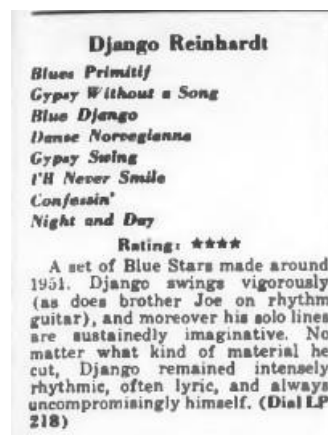 Django Reinhardt
Blues Primitif
Gypsy Without a Song
Blue Django
Danse Norvegianne
Gypsy Swing
I'll Never Smile
Confessin'
Night and Day
Rating: ★★★★
A set of Blue Stars made around
1951. Django swings vigorously
(as does brother Joe on rhythm
guitar), and moreover his solo lines
are sustainedly imaginative. No
matter what kind of material he
cut, Django remained intensely
rhythmic, often lyric, and always
uncompromisingly himself. (Dial LP
218)